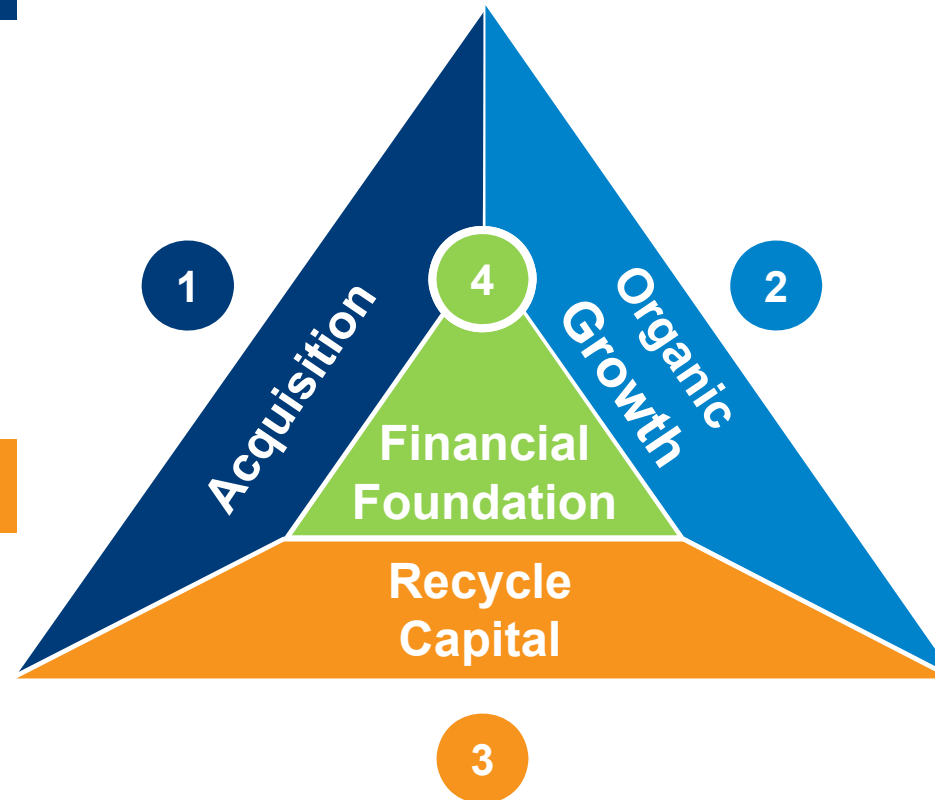 1
Acquisition
4
Organic
Growth
2
Financial
Foundation
Recycle
Capital
3